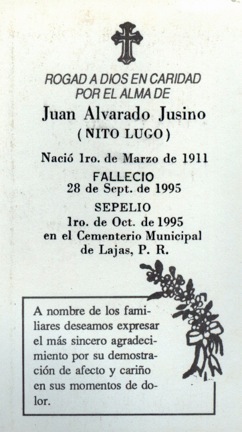 ROGAD A DIOS EN CARIDAD
POR EL ALMA DE
Juan Alvarado Jusino
(NITO LUGO)
Nació 1ro. de Marzo de 1911
FALLECIO
28 de Sept. de 1995
SEPELIO
1ro. de Oct. de 1995
en el Cementerio Municipal
de Lajas, P. R.
A nombre de los fami-
liares deseamos expresar
el más sincero agradeci-
miento por su demostra-
ción de afecto y cariño
en sus momentos de do-
lor.